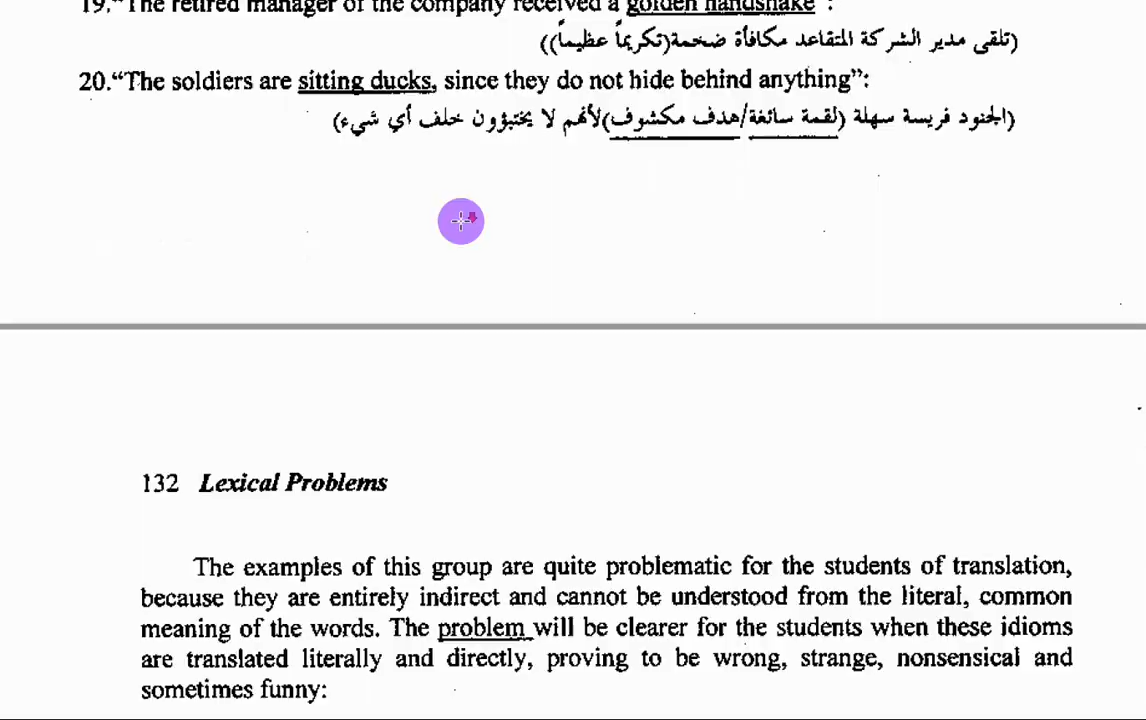 19."The retired manager of the company received a golden handshake":
(تلقى مدير الشركة المتقاعد مكافأة ضخمة(تكريماً عظيماً))
20."The soldiers are sitting ducks, since they do not hide behind anything":
(الجنود فريسة سهلة (لقمة سائغة/هدف مكشوف)لأنهم لا يختبؤون خلف أي شيء)
132 Lexical Problems
The examples of this group are quite problematic for the students of translation,
because they are entirely indirect and cannot be understood from the literal, common
meaning of the words. The problem will be clearer for the students when these idioms
are translated literally and directly, proving to be wrong, strange, nonsensical and
sometimes funny: